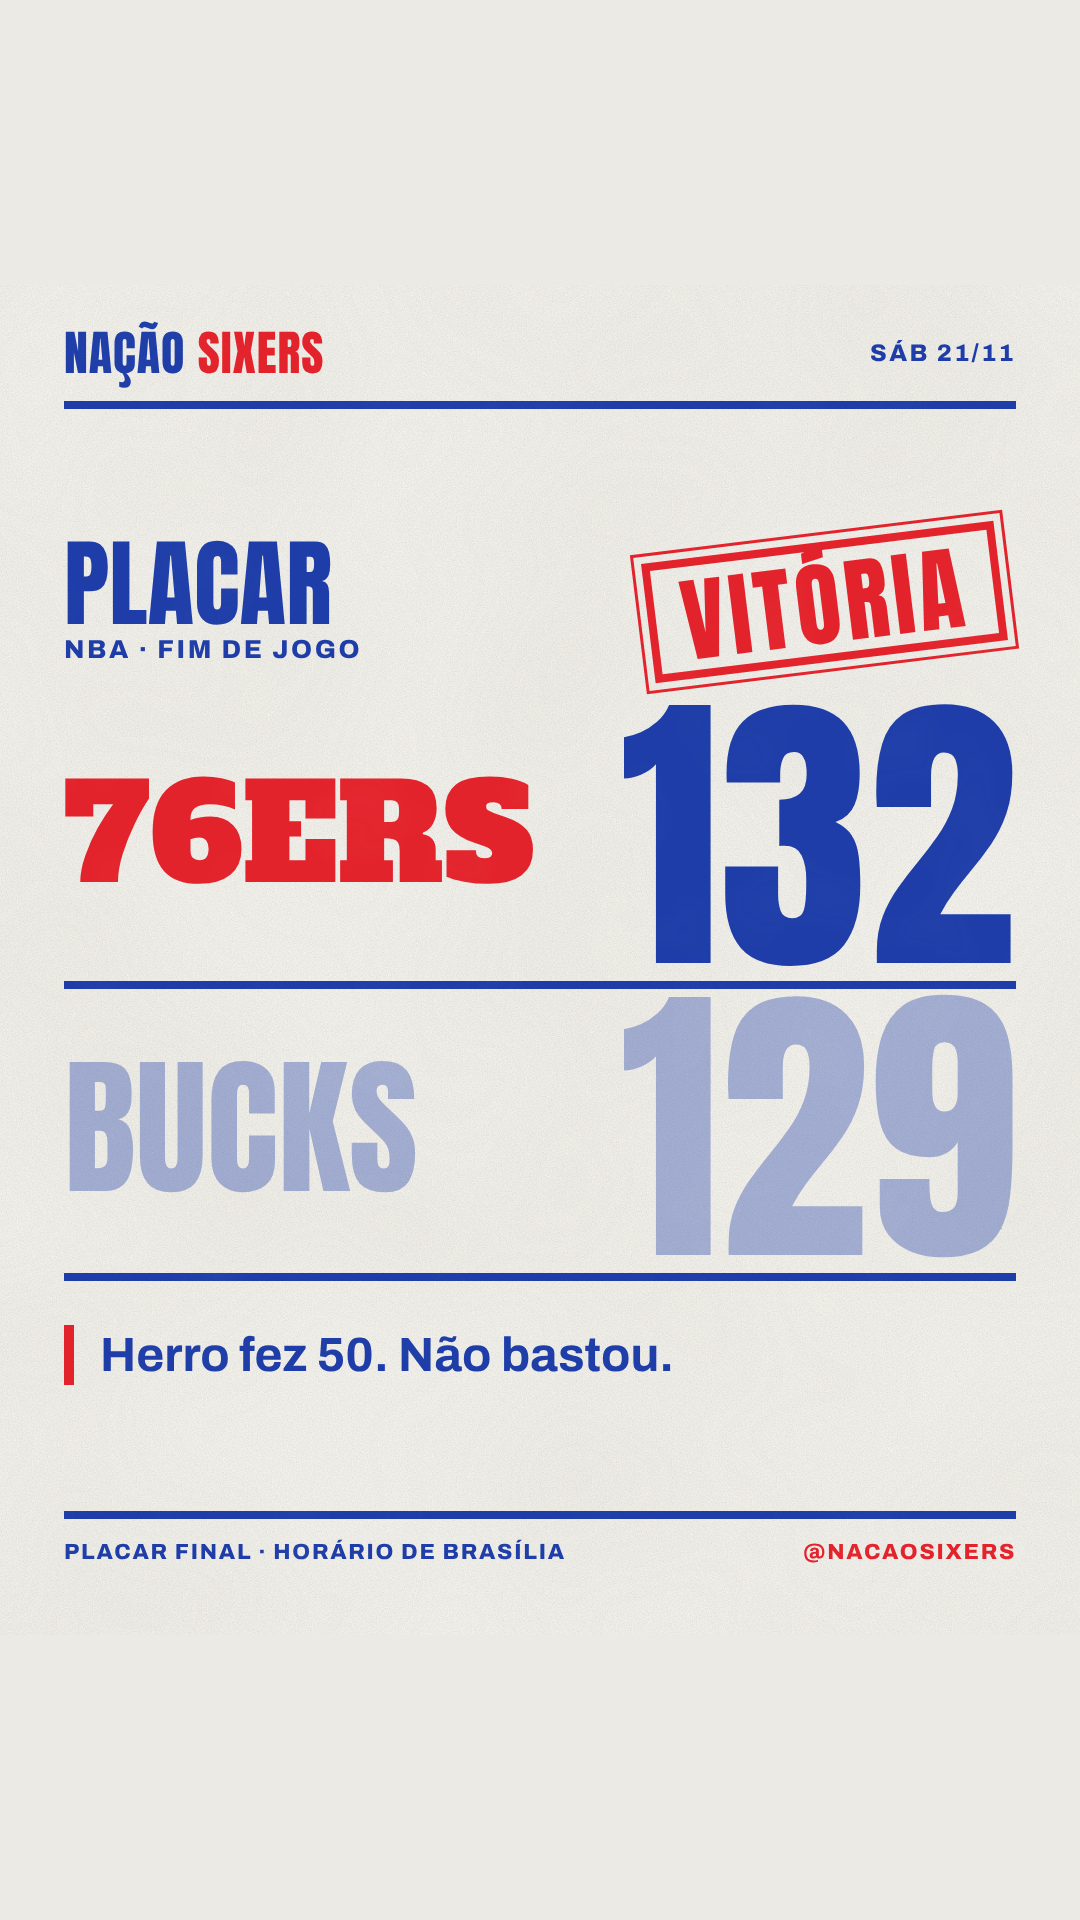 NAÇÃO SIXERS
SÁB 21/11
PLACAR
NBA · FIM DE JOGO
VITÓRIA
76ERS 132
BUCKS 129
Herro fez 50. Não bastou.
PLACAR FINAL · HORÁRIO DE BRASÍLIA
@NACAOSIXERS